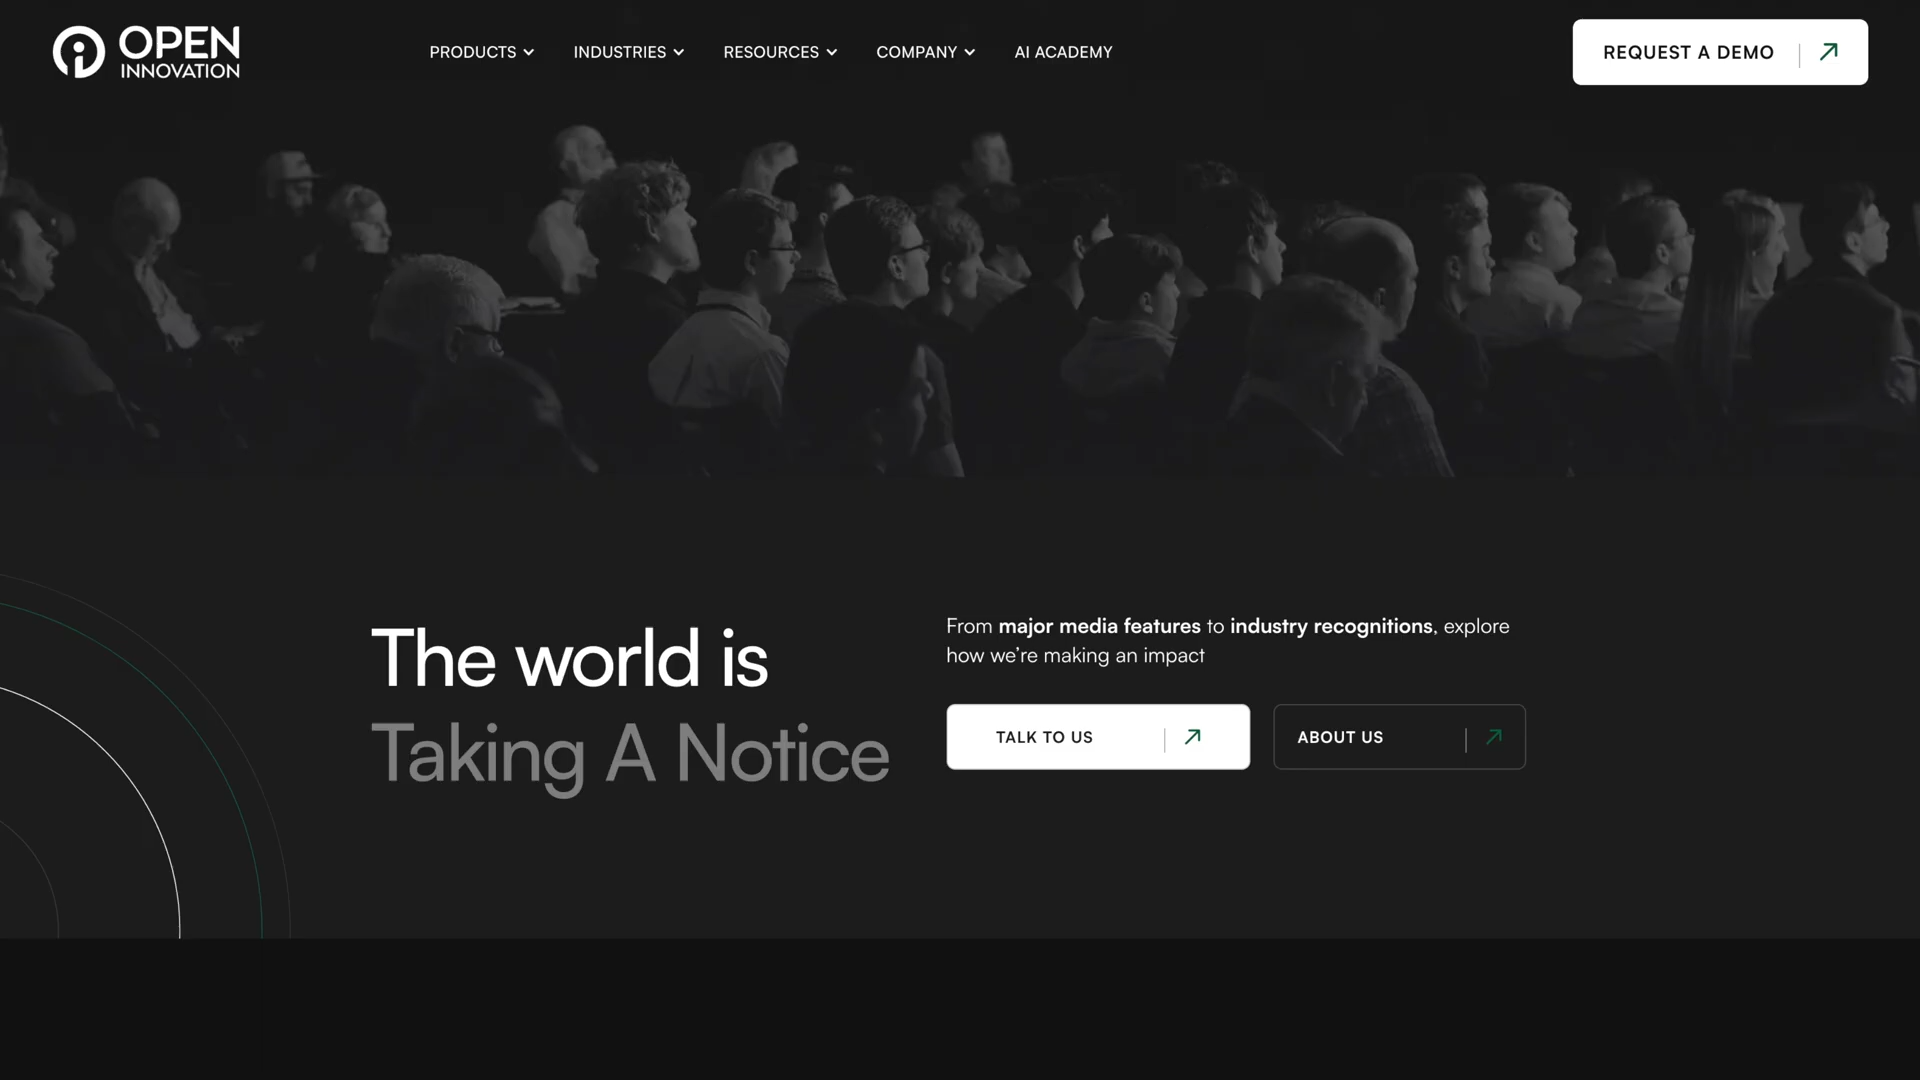 OPEN
INNOVATION
PRODUCTS
INDUSTRIES
RESOURCES
COMPANY
AI ACADEMY
REQUEST A DEMO
The world is
Taking A Notice
From major media features to industry recognitions, explore
how we’re making an impact
TALK TO US
ABOUT US